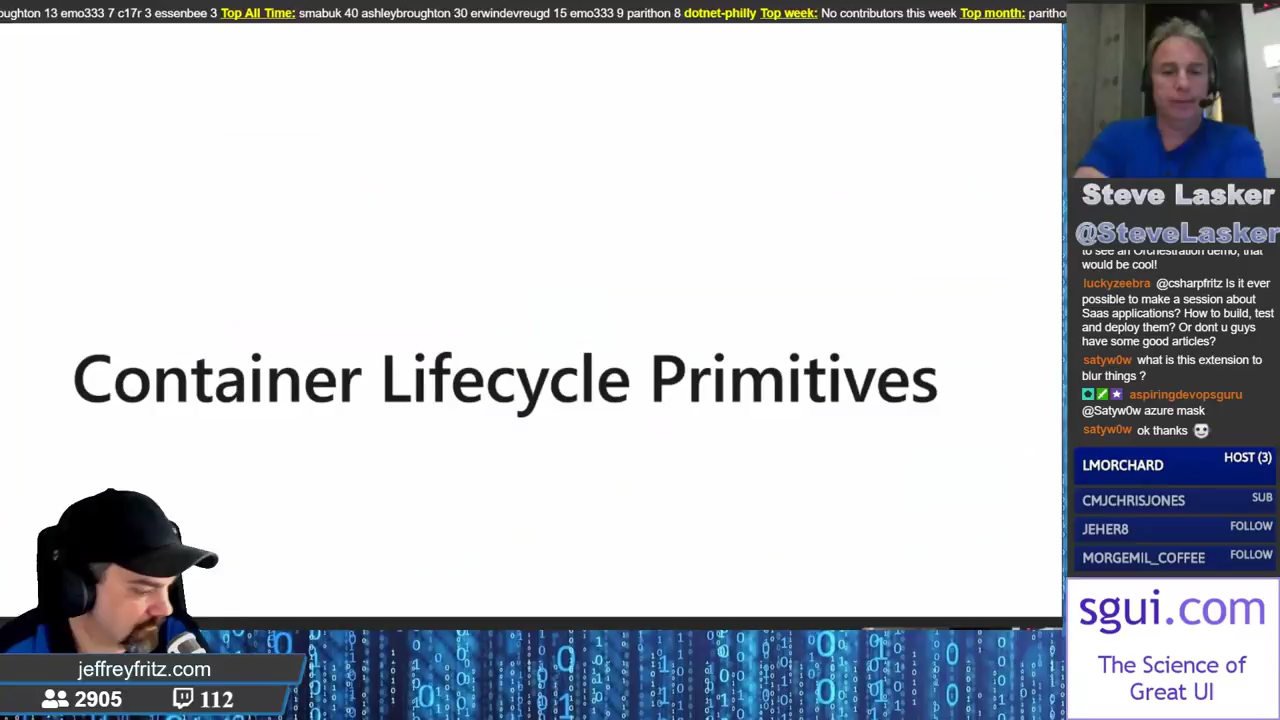 oughton 13 emo333 7 c17r 3 essenbee 3 Top All Time: smabuk 40 ashleybroughton 30 erwindevreugd 15 emo333 9 parithon 8 dotnet-philly Top week: No contributors this week Top month: paritho
Container Lifecycle Primitives
Steve Lasker
@SteveLasker
to see an Orchestration demo, that
would be cool!
luckyzeebra @csharpfritz Is it ever
possible to make a session about
Saas applications? How to build, test
and deploy them? Or dont u guys
have some good articles?
satyw0w what is this extension to
blur things ?
aspiringdevopsguru
@Satyw0w azure mask
satyw0w ok thanks
LMORCHARD HOST (3)
CMJCHRISJONES SUB
JEHER8 FOLLOW
MORGEMIL_COFFEE FOLLOW
sgui.com
The Science of
Great UI
jeffreyfritz.com
2905 112